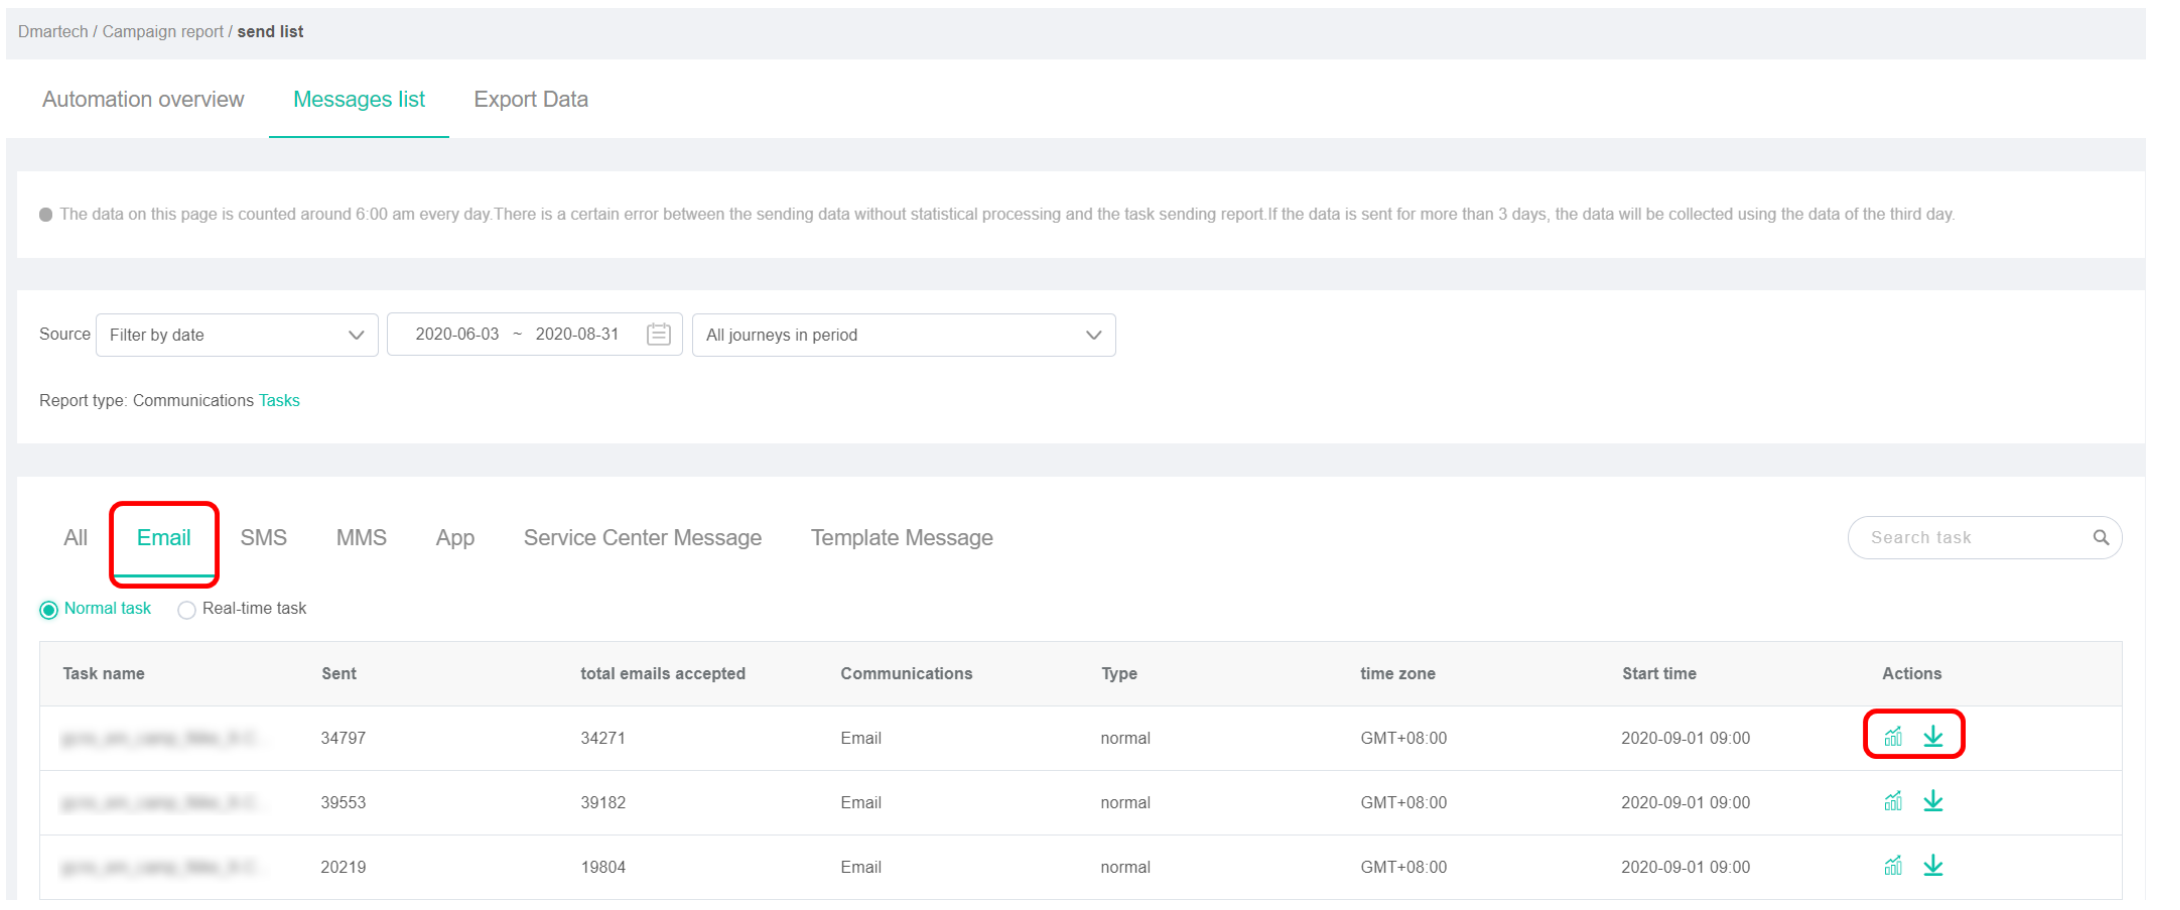 Dmartech / Campaign report / send list
Automation overview Messages list Export Data
The data on this page is counted around 6:00 am every day.There is a certain error between the sending data without statistical processing and the task sending report.If the data is sent for more than 3 days, the data will be collected using the data of the third day.
Source Filter by date 2020-06-03 ~ 2020-08-31 All journeys in period
Report type: Communications Tasks
All Email SMS MMS App Service Center Message Template Message Search task
Normal task Real-time task
Task name Sent total emails accepted Communications Type time zone Start time Actions
34797 34271 Email normal GMT+08:00 2020-09-01 09:00
39553 39182 Email normal GMT+08:00 2020-09-01 09:00
20219 19804 Email normal GMT+08:00 2020-09-01 09:00